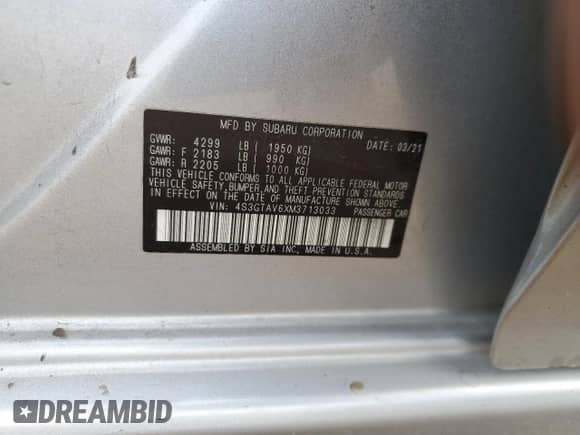 MFD BY SUBARU CORPORATION DATE: 03/21
GVWR: 4299 LB ( 1950 KG)
GAWR: F 2183 LB ( 990 KG)
GAWR: R 2205 LB ( 1000 KG)
THIS VEHICLE CONFORMS TO ALL APPLICABLE FEDERAL MOTOR
VEHICLE SAFETY, BUMPER, AND THEFT PREVENTION STANDARDS
IN EFFECT ON THE DATE OF MANUFACTURE SHOWN ABOVE.
VIN: 4S3GTAV6XM3713033 PASSENGER CAR
ASSEMBLED BY SIA INC, MADE IN U.S.A.
DREAMBID